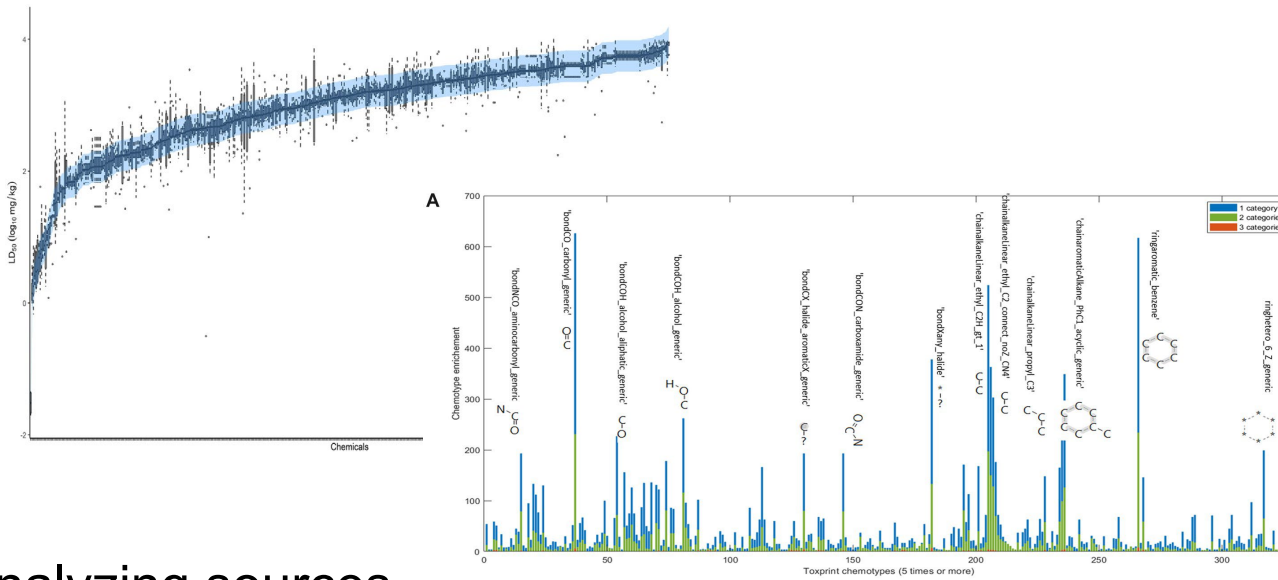 4
2
0
-2
LD50 (log10 mg/kg)
Chemicals
A
700
600
500
400
300
200
100
0
Chemotype enrichement
0
50
100
150
200
250
300
Toxprint chemotypes (5 times or more)
1 category
2 categorie
3 categorie
'bondNCO_aminocarbonyl_generic
'bondCO_carbonyl_generic'
'bondCOH_alcohol_aliphatic_generic'
'bondCOH_alcohol_generic'
'bondCX_halide_aromaticX_generic'
'bondCON_carboxamide_generic'
'bondXany_halide'
'chainalkaneLinear_ethyl_C2H_gt_1'
'chainalkaneLinear_ethyl_C2_connect_noZ_CN4'
'chainalkaneLinear_propyl_C3'
'chainaromaticAlkane_PhC1_acyclic_generic'
'ringaromatic_benzene'
ringhetero_6_Z_generic
nalyzing sources